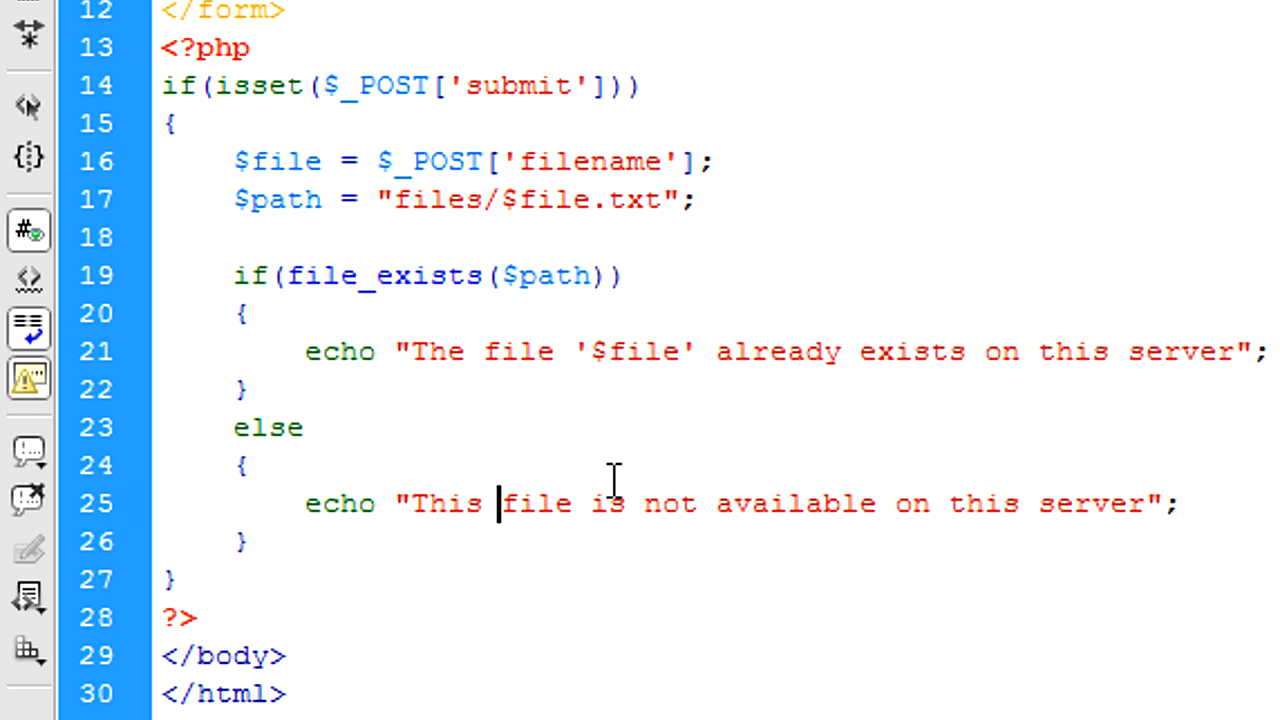 12 </form>
13 <?php
14 if(isset($_POST['submit']))
15 {
16 $file = $_POST['filename'];
17 $path = "files/$file.txt";
18
19 if(file_exists($path))
20 {
21 echo "The file '$file' already exists on this server";
22 }
23 else
24 {
25 echo "This file is not available on this server";
26 }
27 }
28 ?>
29 </body>
30 </html>